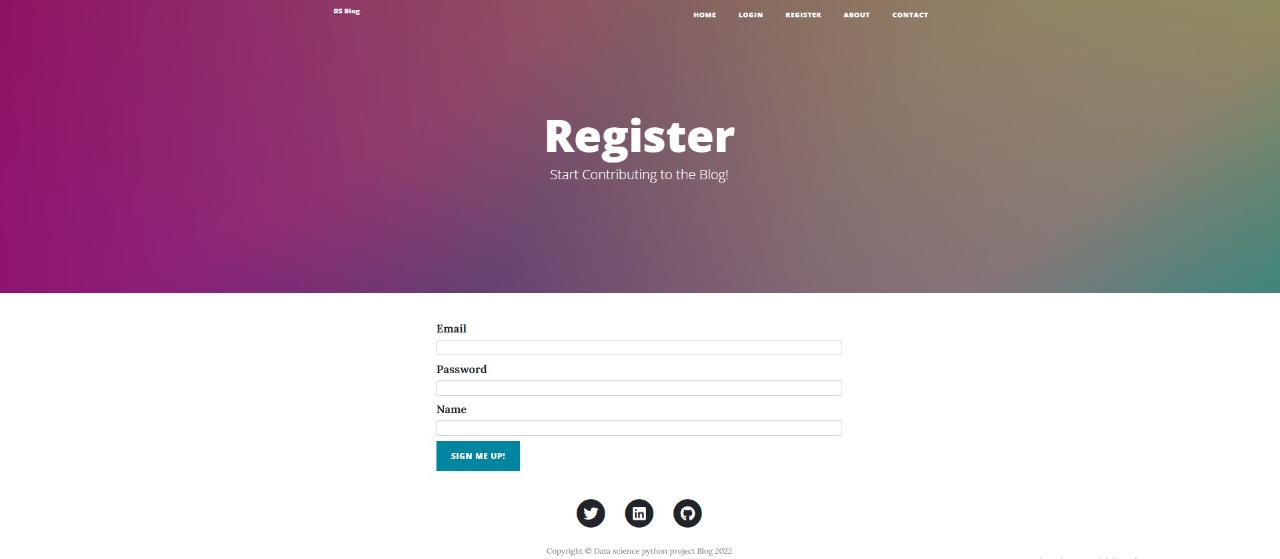 DS Blog
HOME LOGIN REGISTER ABOUT CONTACT
Register
Start Contributing to the Blog!
Email
Password
Name
SIGN ME UP!
Copyright © Data science python project Blog 2022